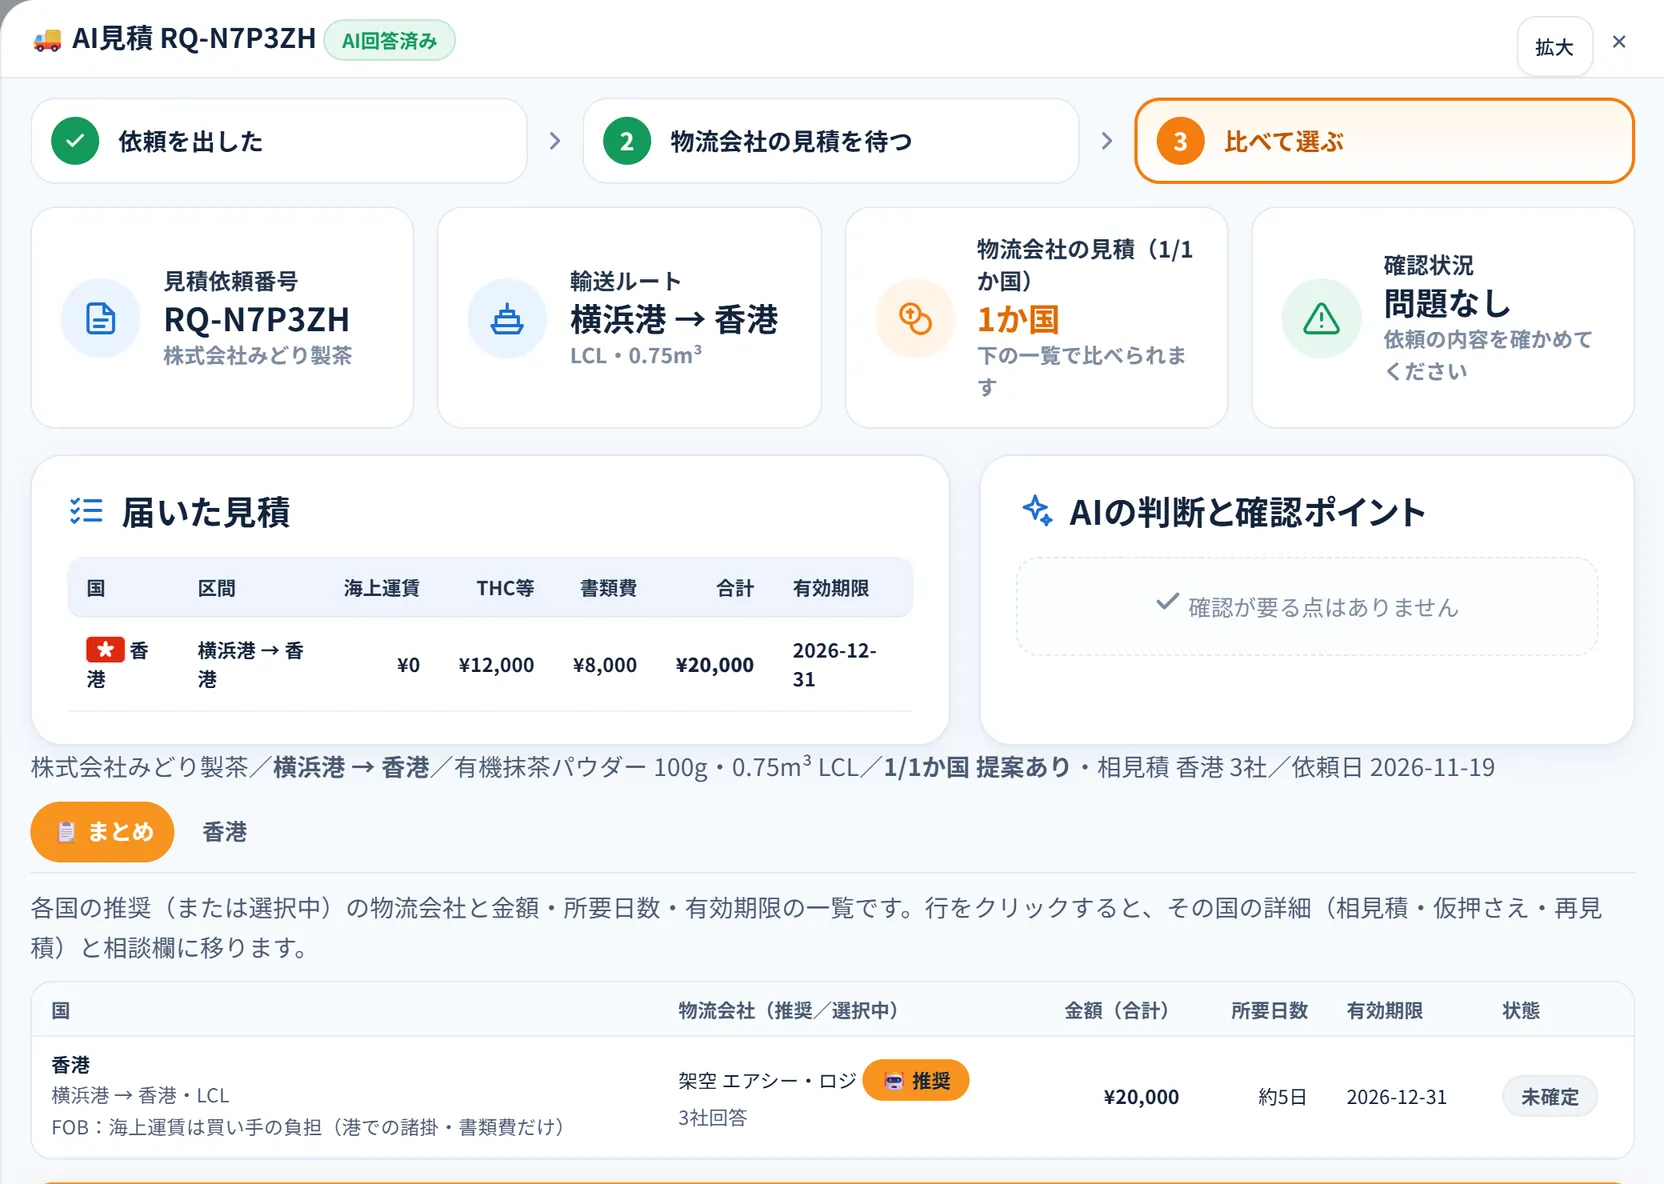 AI見積 RQ-N7P3ZH AI回答済み
拡大 ×
依頼を出した
2 物流会社の見積を待つ
3 比べて選ぶ
見積依頼番号
RQ-N7P3ZH
株式会社みどり製茶
輸送ルート
横浜港 → 香港
LCL・0.75m³
物流会社の見積（1/1
か国）
1か国
下の一覧で比べられま
す
確認状況
問題なし
依頼の内容を確かめて
ください
届いた見積
国 区間 海上運賃 THC等 書類費 合計 有効期限
香港 横浜港 → 香港 ¥0 ¥12,000 ¥8,000 ¥20,000 2026-12-31
AIの判断と確認ポイント
確認が要る点はありません
株式会社みどり製茶／横浜港 → 香港／有機抹茶パウダー 100g・0.75m³ LCL／1/1か国 提案あり・相見積 香港 3社／依頼日 2026-11-19
まとめ 香港
各国の推奨（または選択中）の物流会社と金額・所要日数・有効期限の一覧です。行をクリックすると、その国の詳細（相見積・仮押さえ・再見
積）と相談欄に移ります。
国 物流会社（推奨／選択中） 金額（合計） 所要日数 有効期限 状態
香港
横浜港 → 香港・LCL
FOB：海上運賃は買い手の負担（港での諸掛・書類費だけ）
架空 エアシー・ロジ 推奨
3社回答
¥20,000 約5日 2026-12-31 未確定